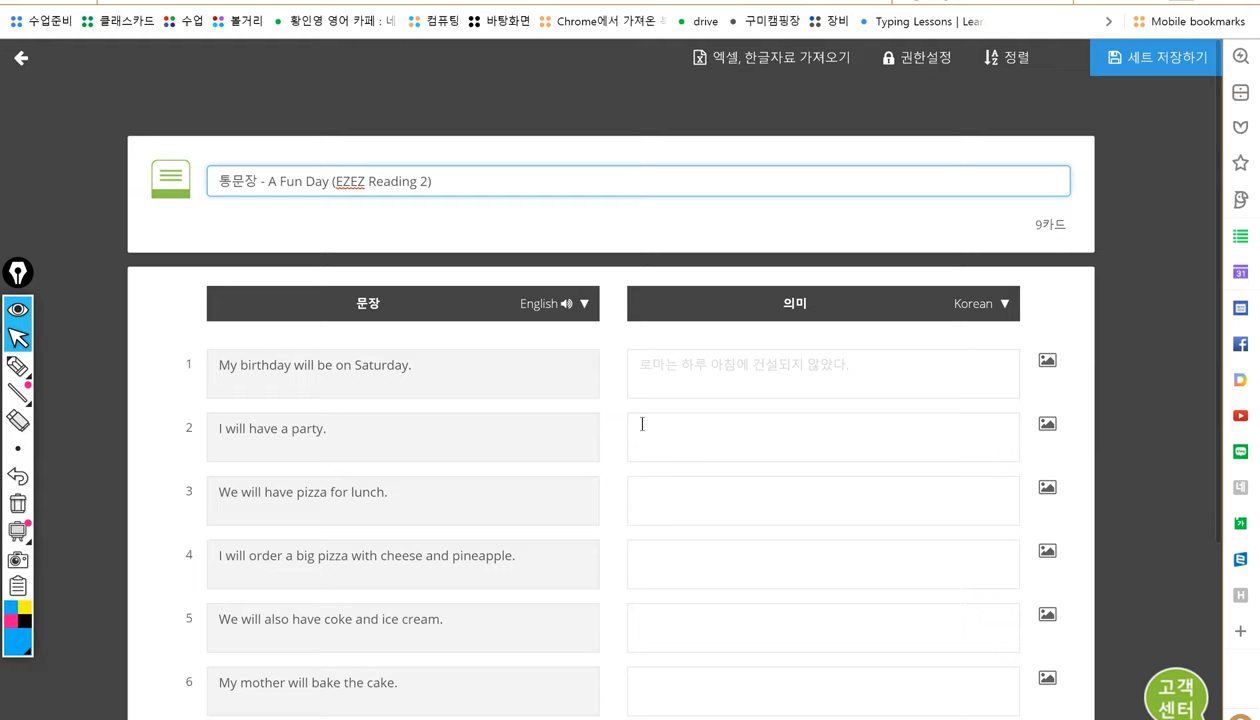 수업준비 클래스카드 수업 볼거리 황인영 영어 카페 : 네 컴퓨팅 바탕화면 Chrome에서 가져온 drive 구미캠핑장 장비 Typing Lessons | Lear Mobile bookmarks
엑셀, 한글자료 가져오기 권한설정 정렬 세트 저장하기
통문장 - A Fun Day (EZEZ Reading 2)
9카드
문장 English ▼ 의미 Korean ▼
1 My birthday will be on Saturday. 로마는 하루 아침에 건설되지 않았다.
2 I will have a party.
3 We will have pizza for lunch.
4 I will order a big pizza with cheese and pineapple.
5 We will also have coke and ice cream.
6 My mother will bake the cake.
고객
센터
31